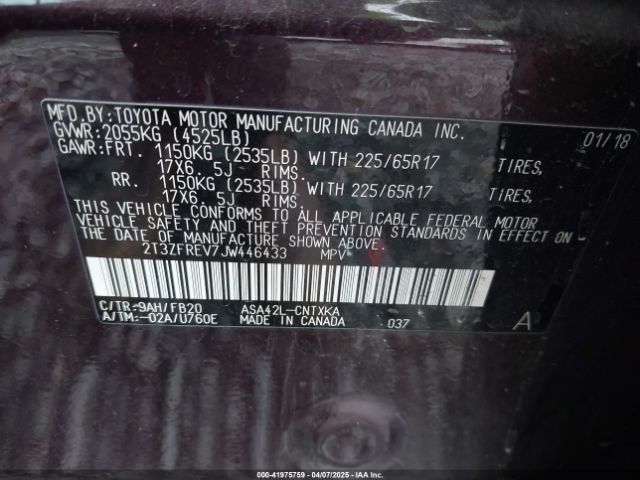 MFD.BY:TOYOTA MOTOR MANUFACTURING CANADA INC.
GVWR:2055KG (4525LB) 01/18
GAWR:FRT. 1150KG (2535LB) WITH 225/65R17 TIRES,
17X6. 5J- RIMS.
RR. 1150KG (2535LB) WITH 225/65R17 TIRES,
17X6. 5J- RIMS.
THIS VEHICLE CONFORMS TO ALL APPLICABLE FEDERAL MOTOR
VEHICLE SAFETY AND THEFT PREVENTION STANDARDS IN EFFECT ON
THE DATE OF MANUFACTURE SHOWN ABOVE.
2T3ZFREV7JW446433 MPV
C/TR:9AH/FB20 ASA42L-CNTXKA
A/TM:-02A/U760E MADE IN CANADA 037 A
000-41975759 - 04/07/2025 - IAA Inc.